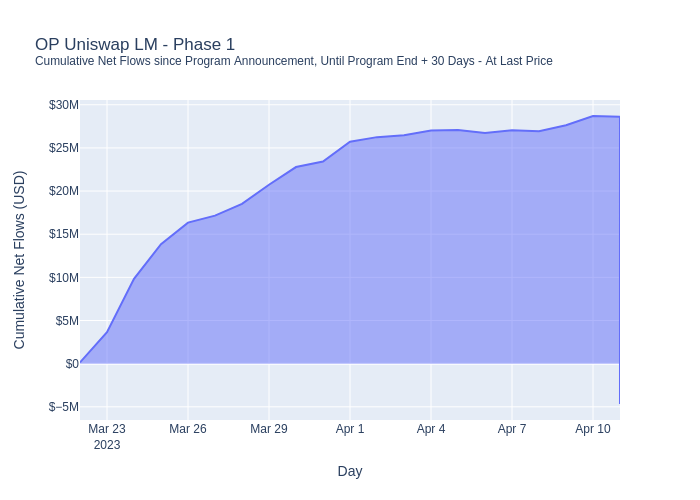 OP Uniswap LM - Phase 1
Cumulative Net Flows since Program Announcement, Until Program End + 30 Days - At Last Price
$30M
$25M
$20M
$15M
$10M
$5M
$0
$−5M
Cumulative Net Flows (USD)
Mar 23 Mar 26 Mar 29 Apr 1 Apr 4 Apr 7 Apr 10
2023
Day